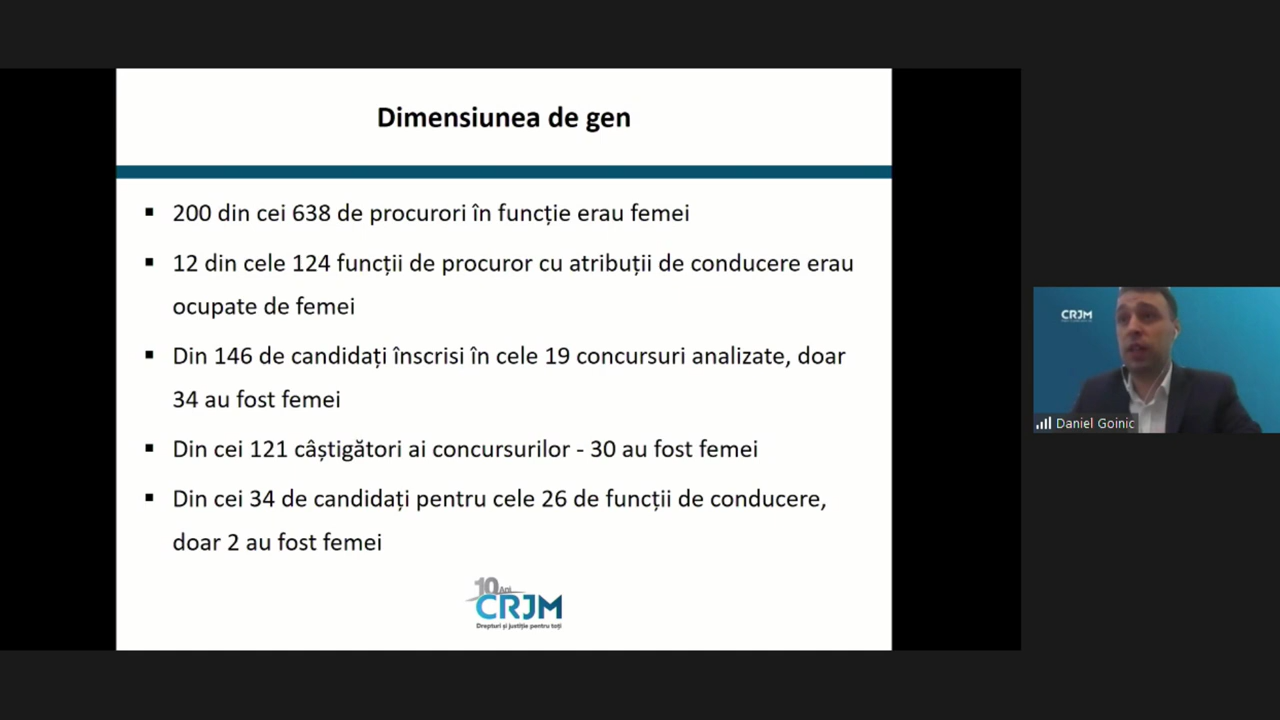 Dimensiunea de gen
▪ 200 din cei 638 de procurori în funcție erau femei
▪ 12 din cele 124 funcții de procuror cu atribuții de conducere erau
ocupate de femei
▪ Din 146 de candidați înscrisi în cele 19 concursuri analizate, doar
34 au fost femei
▪ Din cei 121 câștigători ai concursurilor - 30 au fost femei
▪ Din cei 34 de candidați pentru cele 26 de funcții de conducere,
doar 2 au fost femei
10 Ani
CRJM
Drepturi și justiție pentru toți
CRJM
Daniel Goinic